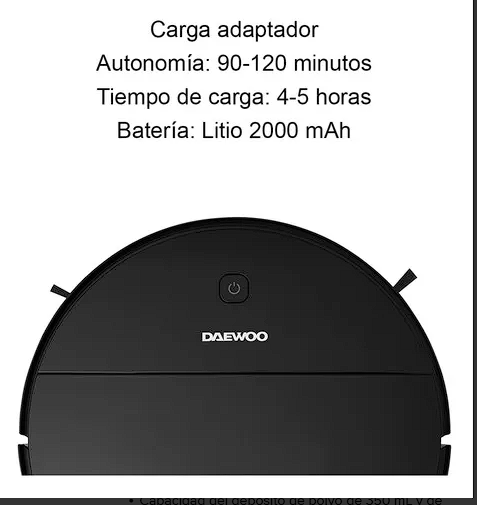 Carga adaptador
Autonomía: 90-120 minutos
Tiempo de carga: 4-5 horas
Batería: Litio 2000 mAh
DAEWOO
• Capacidad del depósito de polvo de 350 mL y de